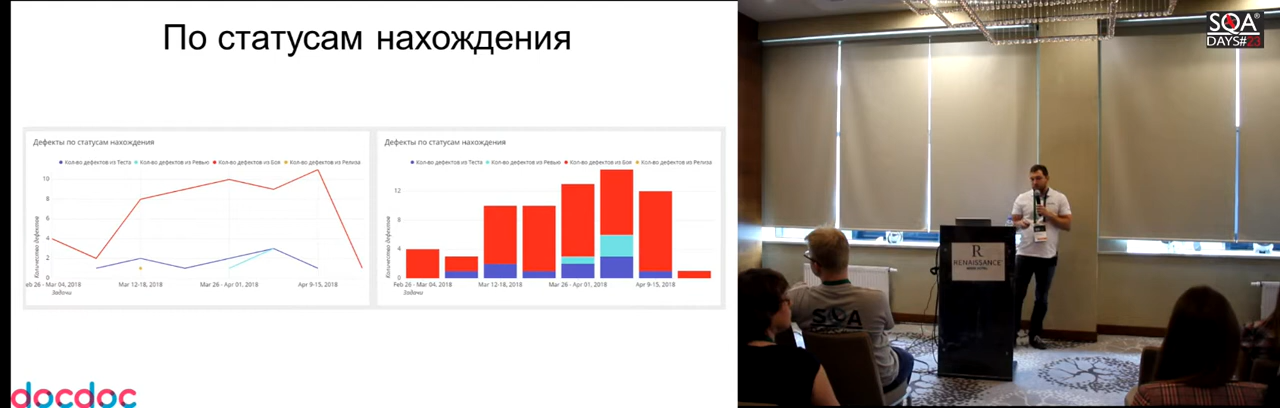 По статусам нахождения
Дефекты по статусам нахождения
Кол-во дефектов из Теста Кол-во дефектов из Ревью Кол-во дефектов из Боя Кол-во дефектов из Релиза
10
8
6
4
2
0
Количество дефектов
eb 26 - Mar 04, 2018 Mar 12-18, 2018 Mar 26 - Apr 01, 2018 Apr 9-15, 2018
Задачи
Дефекты по статусам нахождения
Кол-во дефектов из Теста Кол-во дефектов из Ревью Кол-во дефектов из Боя Кол-во дефектов из Релиза
12
8
4
0
Количество дефектов
Feb 26 - Mar 04, 2018 Mar 12-18, 2018 Mar 26 - Apr 01, 2018 Apr 9-15, 2018
Задачи
docdoc
SQA®
DAYS#23
R
RENAISSANCE
SQA